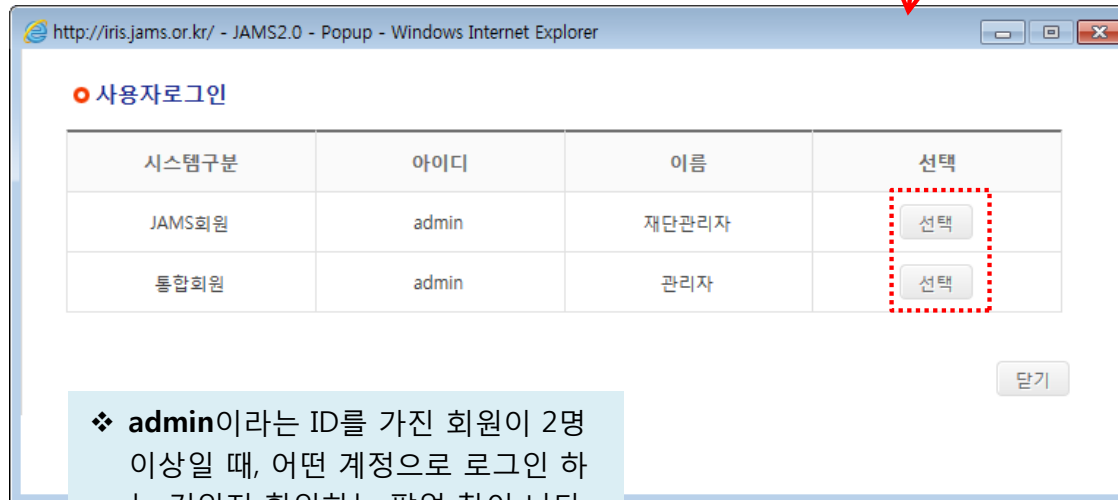 http://iris.jams.or.kr/ - JAMS2.0 - Popup - Windows Internet Explorer
사용자로그인
시스템구분 아이디 이름 선택
JAMS회원 admin 재단관리자 선택
통합회원 admin 관리자 선택
닫기
❖ admin이라는 ID를 가진 회원이 2명
이상일 때, 어떤 계정으로 로그인 하